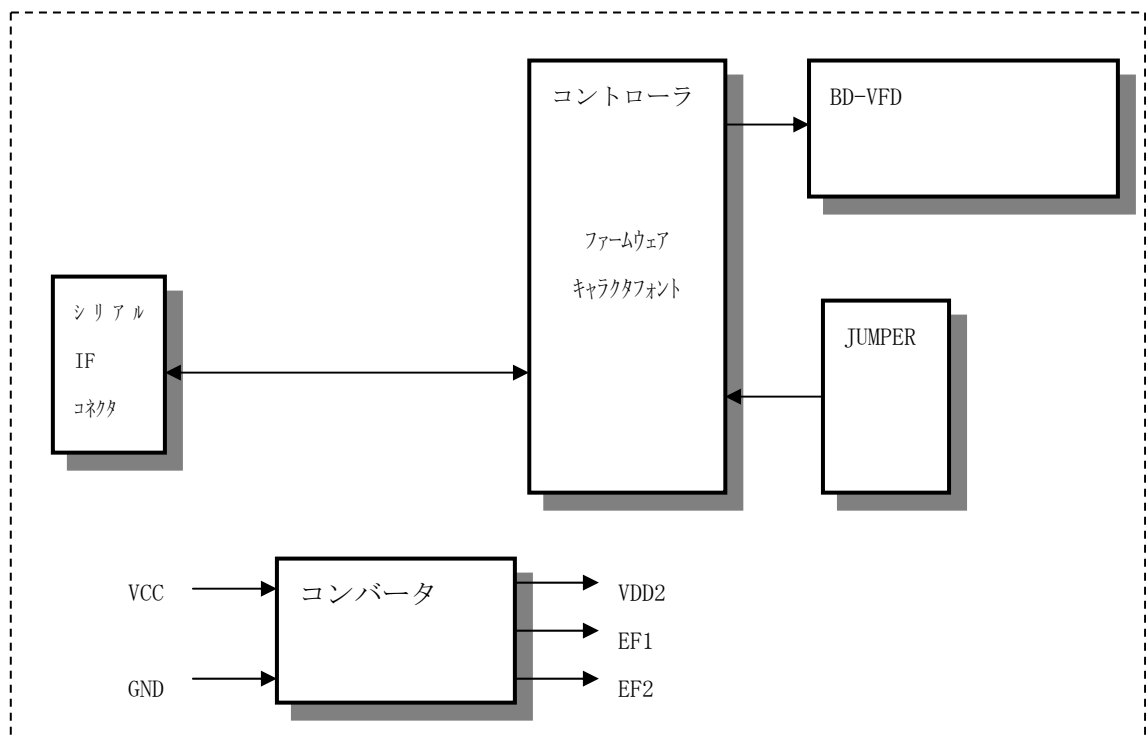 コントローラ
ファームウェア
キャラクタフォント
BD-VFD
シリアル
IF
コネクタ
JUMPER
VCC
GND
コンバータ
VDD2
EF1
EF2